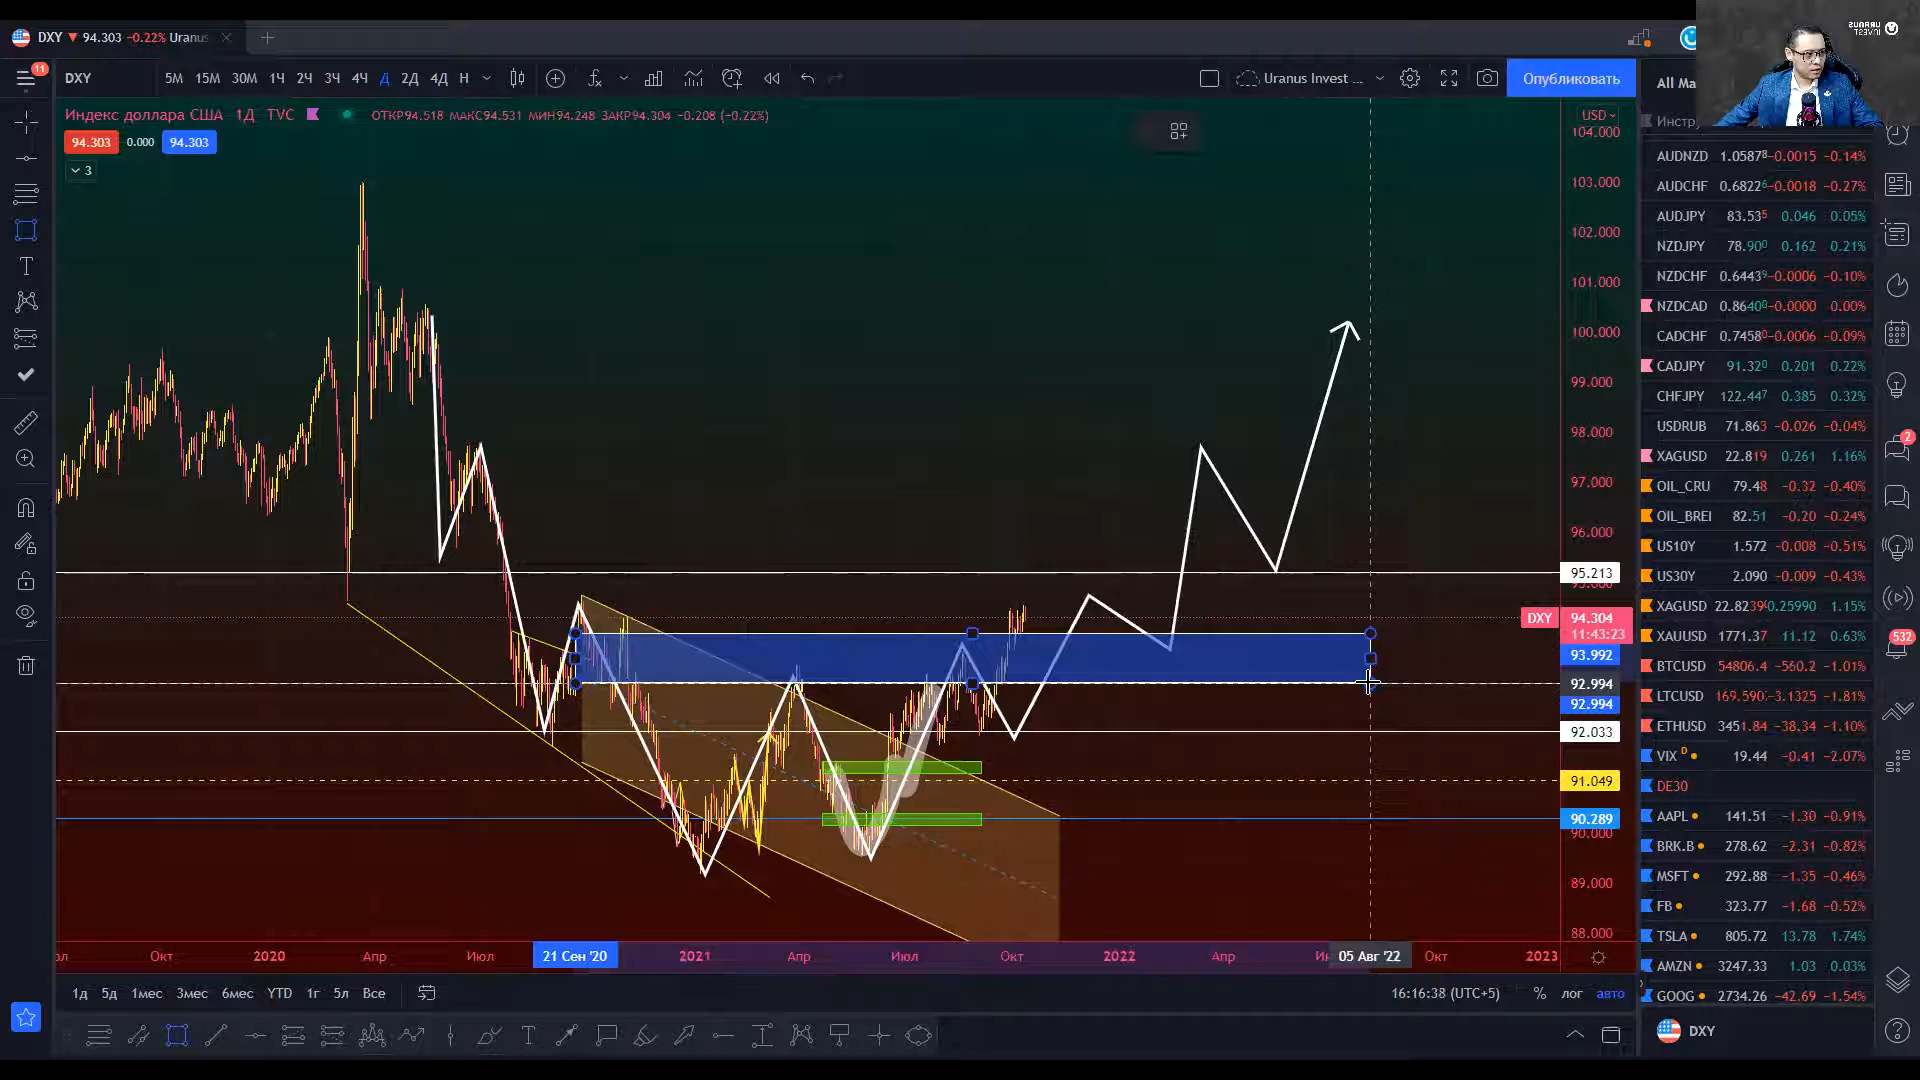 DXY ▼ 94.303 −0.22% Uranus
URANUS
INVEST
11
DXY
5М 15М 30М 1Ч 2Ч 3Ч 4Ч Д 2Д 4Д Н
Uranus Invest ...
Опубликовать
All Ma
Индекс доллара США 1Д TVC
ОТКР94.518 МАКС94.531 МИН94.248 ЗАКР94.304 −0.208 (−0.22%)
94.303 0.000 94.303
3
USD
104.000
103.000
102.000
101.000
100.000
99.000
98.000
97.000
96.000
95.213
DXY 94.304
11:43:23
93.992
92.994
92.994
92.033
91.049
90.289
90.000
89.000
88.000
Инстру
AUDNZD 1.0587⁸ −0.0015 −0.14%
AUDCHF 0.6822⁶ −0.0018 −0.27%
AUDJPY 83.53⁵ 0.046 0.05%
NZDJPY 78.90⁰ 0.162 0.21%
NZDCHF 0.6443⁹ −0.0006 −0.10%
NZDCAD 0.8640⁰ −0.0000 0.00%
CADCHF 0.7458⁰ −0.0006 −0.09%
CADJPY 91.32⁰ 0.201 0.22%
CHFJPY 122.44⁷ 0.385 0.32%
USDRUB 71.863 −0.026 −0.04%
XAGUSD 22.819 0.261 1.16%
OIL_CRU 79.48 −0.32 −0.40%
OIL_BREI 82.51 −0.20 −0.24%
US10Y 1.572 −0.008 −0.51%
US30Y 2.090 −0.009 −0.43%
XAGUSD 22.8239 0.25990 1.15%
XAUUSD 1771.37 11.12 0.63%
BTCUSD 54806.4 −560.2 −1.01%
LTCUSD 169.590 −3.1325 −1.81%
ETHUSD 3451.84 −38.34 −1.10%
VIX D 19.44 −0.41 −2.07%
DE30
AAPL 141.51 −1.30 −0.91%
BRK.B 278.62 −2.31 −0.82%
MSFT 292.88 −1.35 −0.46%
FB 323.77 −1.68 −0.52%
TSLA 805.72 13.78 1.74%
AMZN 3247.33 1.03 0.03%
GOOG 2734.26 −42.69 −1.54%
2
532
Окт 2020 Апр Июл 21 Сен '20 2021 Апр Июл Окт 2022 Апр 05 Авг '22 Окт 2023
1д 5д 1мес 3мес 6мес YTD 1г 5л Все
16:16:38 (UTC+5) % лог авто
DXY